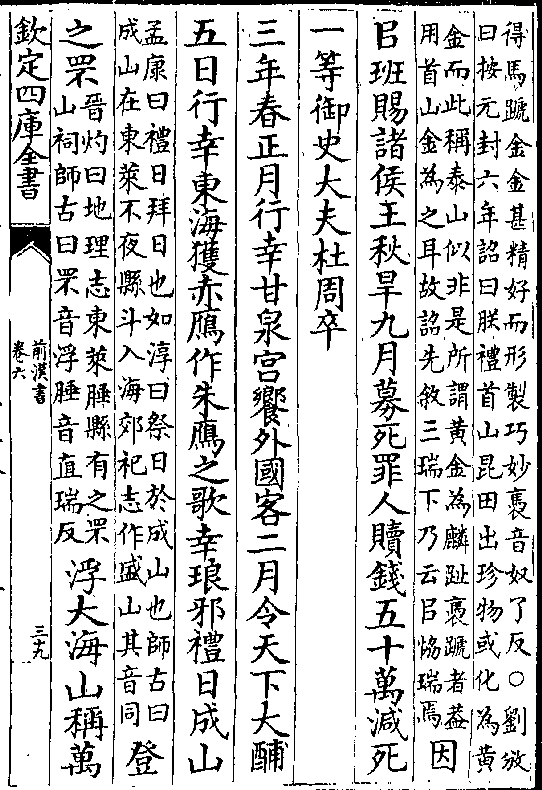 得馬蹏金金甚精好而形製巧妙褭音奴了反○劉攽
曰按元封六年詔曰朕禮首山昆田出珍物或化為黄
金而此稱泰山似非是所謂黄金為麟趾褭蹏者葢
用首山金為之耳故詔先敘三瑞下乃云㠯恊瑞焉
因
㠯班賜諸侯王秋旱九月募死罪人贖錢五十萬減死
一等御史大夫杜周卒
三年春正月行幸甘泉宫饗外國客二月令天下大酺
五日行幸東海獲赤鴈作朱鴈之歌幸琅邪禮日成山
孟康曰禮日拜日也如淳曰祭日於成山也師古曰
成山在東萊不夜縣斗入海郊祀志作盛山其音同
登
之罘
晉灼曰地理志東萊腄縣有之罘
山祠師古曰罘音浮腄音直瑞反
浮大海山稱萬
欽定四庫全書
前漢書
卷六
三十九